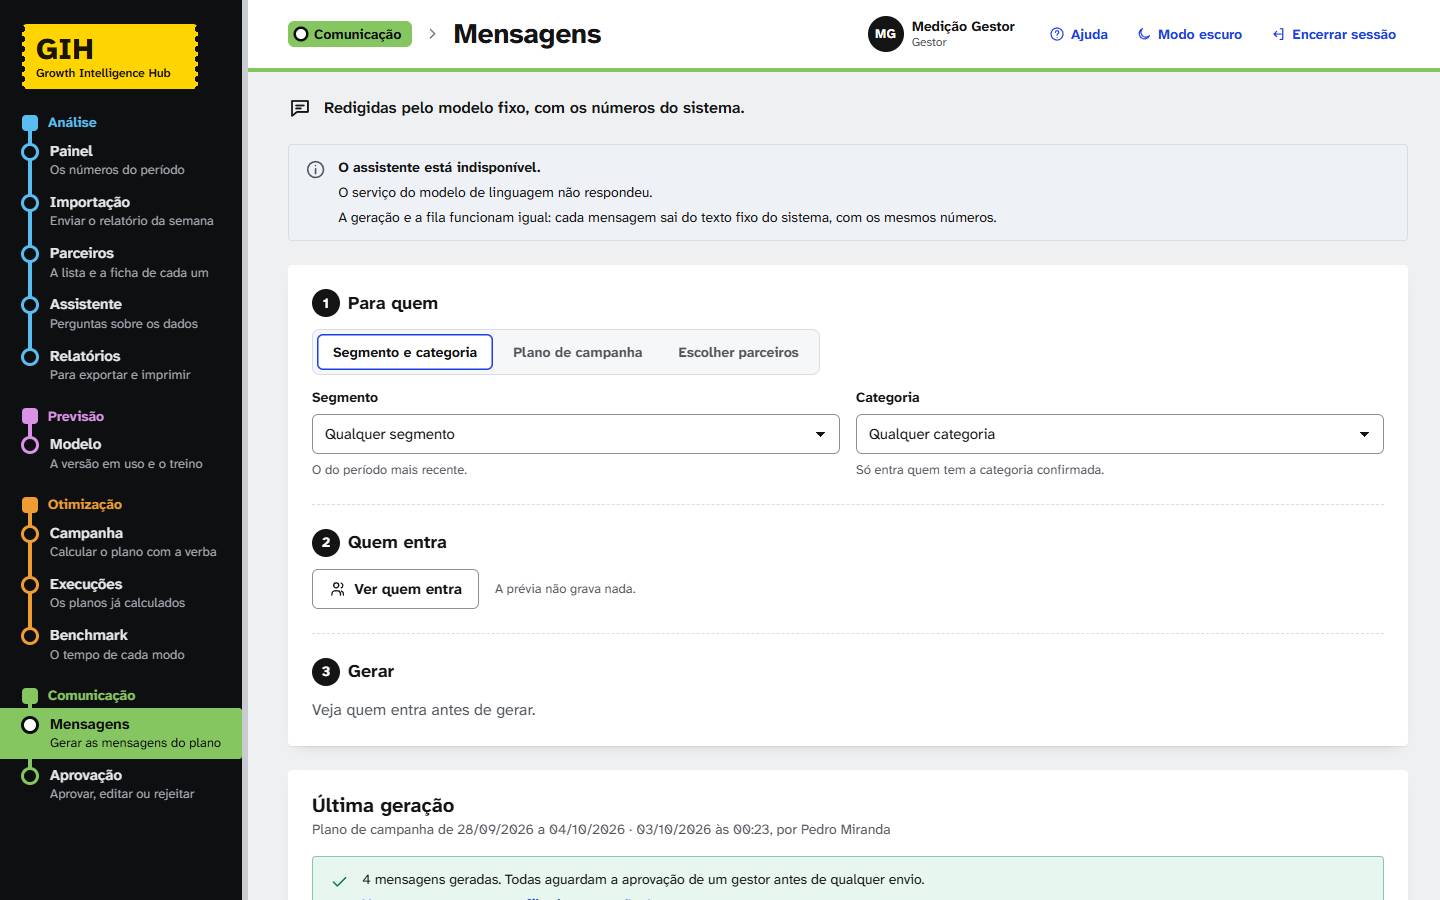 GIH
Growth Intelligence Hub
Análise
Painel
Os números do período
Importação
Enviar o relatório da semana
Parceiros
A lista e a ficha de cada um
Assistente
Perguntas sobre os dados
Relatórios
Para exportar e imprimir
Previsão
Modelo
A versão em uso e o treino
Otimização
Campanha
Calcular o plano com a verba
Execuções
Os planos já calculados
Benchmark
O tempo de cada modo
Comunicação
Mensagens
Gerar as mensagens do plano
Aprovação
Aprovar, editar ou rejeitar
Comunicação
Mensagens
MG
Medição Gestor
Gestor
Ajuda
Modo escuro
Encerrar sessão
Redigidas pelo modelo fixo, com os números do sistema.
O assistente está indisponível.
O serviço do modelo de linguagem não respondeu.
A geração e a fila funcionam igual: cada mensagem sai do texto fixo do sistema, com os mesmos números.
1 Para quem
Segmento e categoria
Plano de campanha
Escolher parceiros
Segmento
Categoria
Qualquer segmento
Qualquer categoria
O do período mais recente.
Só entra quem tem a categoria confirmada.
2 Quem entra
Ver quem entra
A prévia não grava nada.
3 Gerar
Veja quem entra antes de gerar.
Última geração
Plano de campanha de 28/09/2026 a 04/10/2026 · 03/10/2026 às 00:23, por Pedro Miranda
4 mensagens geradas. Todas aguardam a aprovação de um gestor antes de qualquer envio.